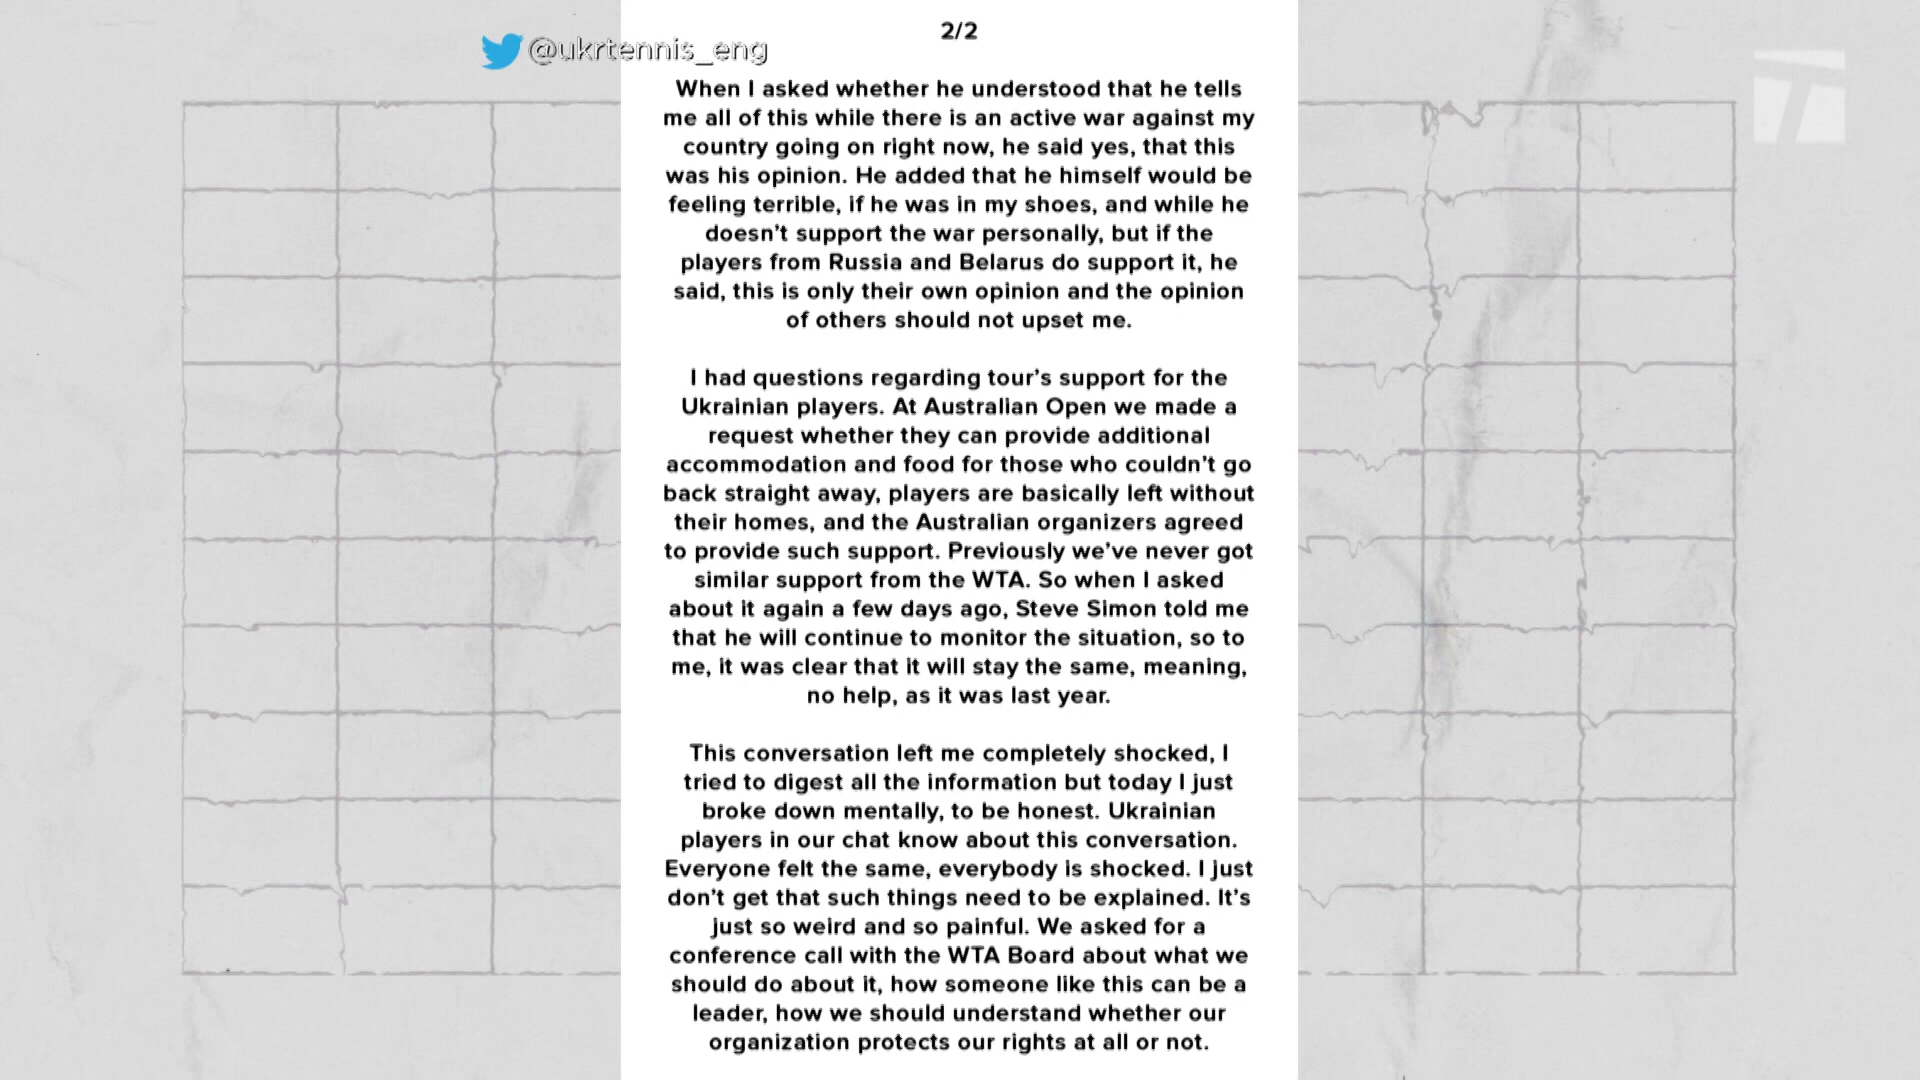 2/2
@ukrtennis_eng
When I asked whether he understood that he tells
me all of this while there is an active war against my
country going on right now, he said yes, that this
was his opinion. He added that he himself would be
feeling terrible, if he was in my shoes, and while he
doesn't support the war personally, but if the
players from Russia and Belarus do support it, he
said, this is only their own opinion and the opinion
of others should not upset me.
I had questions regarding tour's support for the
Ukrainian players. At Australian Open we made a
request whether they can provide additional
accommodation and food for those who couldn't go
back straight away, players are basically left without
their homes, and the Australian organizers agreed
to provide such support. Previously we've never got
similar support from the WTA. So when I asked
about it again a few days ago, Steve Simon told me
that he will continue to monitor the situation, so to
me, it was clear that it will stay the same, meaning,
no help, as it was last year.
This conversation left me completely shocked, I
tried to digest all the information but today I just
broke down mentally, to be honest. Ukrainian
players in our chat know about this conversation.
Everyone felt the same, everybody is shocked. I just
don't get that such things need to be explained. It's
just so weird and so painful. We asked for a
conference call with the WTA Board about what we
should do about it, how someone like this can be a
leader, how we should understand whether our
organization protects our rights at all or not.
T